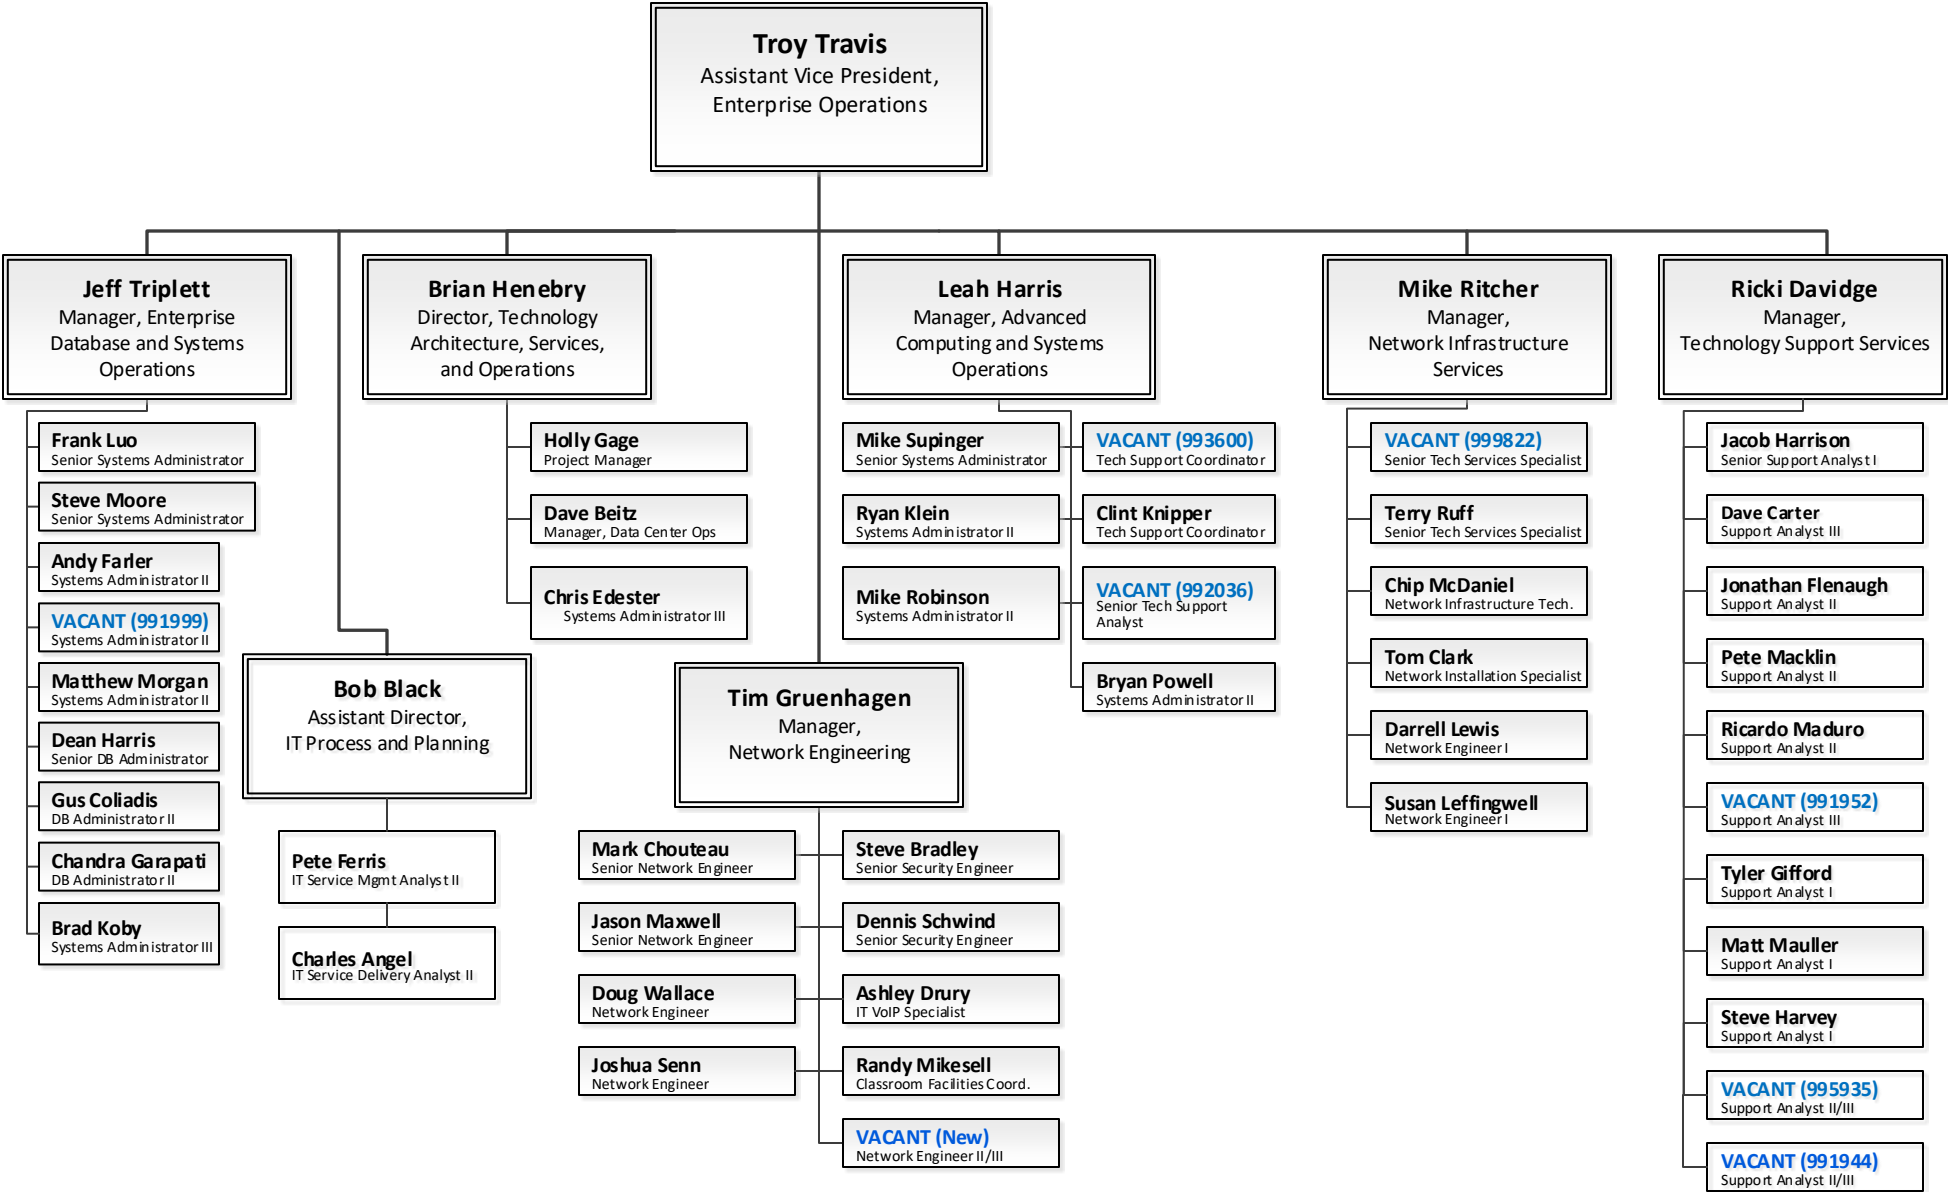 Troy Travis
Assistant Vice President,
Enterprise Operations
Jeff Triplett
Manager, Enterprise
Database and Systems
Operations
Frank Luo
Senior Systems Administrator
Steve Moore
Senior Systems Administrator
Andy Farler
Systems Administrator II
VACANT (991999)
Systems Administrator II
Matthew Morgan
Systems Administrator II
Dean Harris
Senior DB Administrator
Gus Coliadis
DB Administrator II
Chandra Garapati
DB Administrator II
Brad Koby
Systems Administrator III
Bob Black
Assistant Director,
IT Process and Planning
Pete Ferris
IT Service Mgmt Analyst II
Charles Angel
IT Service Delivery Analyst II
Brian Henebry
Director, Technology
Architecture, Services,
and Operations
Holly Gage
Project Manager
Dave Beitz
Manager, Data Center Ops
Chris Edester
Systems Administrator III
Tim Gruenhagen
Manager,
Network Engineering
Mark Chouteau
Senior Network Engineer
Jason Maxwell
Senior Network Engineer
Doug Wallace
Network Engineer
Joshua Senn
Network Engineer
Steve Bradley
Senior Security Engineer
Dennis Schwind
Senior Security Engineer
Ashley Drury
IT VoIP Specialist
Randy Mikesell
Classroom Facilities Coord.
VACANT (New)
Network Engineer II/III
Leah Harris
Manager, Advanced
Computing and Systems
Operations
Mike Supinger
Senior Systems Administrator
Ryan Klein
Systems Administrator II
Mike Robinson
Systems Administrator II
VACANT (993600)
Tech Support Coordinator
Clint Knipper
Tech Support Coordinator
VACANT (992036)
Senior Tech Support
Analyst
Bryan Powell
Systems Administrator II
Mike Ritcher
Manager,
Network Infrastructure
Services
VACANT (999822)
Senior Tech Services Specialist
Terry Ruff
Senior Tech Services Specialist
Chip McDaniel
Network Infrastructure Tech.
Tom Clark
Network Installation Specialist
Darrell Lewis
Network Engineer I
Susan Leffingwell
Network Engineer I
Ricki Davidge
Manager,
Technology Support Services
Jacob Harrison
Senior Support Analyst I
Dave Carter
Support Analyst III
Jonathan Flenaugh
Support Analyst II
Pete Macklin
Support Analyst II
Ricardo Maduro
Support Analyst II
VACANT (991952)
Support Analyst III
Tyler Gifford
Support Analyst I
Matt Mauller
Support Analyst I
Steve Harvey
Support Analyst I
VACANT (995935)
Support Analyst II/III
VACANT (991944)
Support Analyst II/III